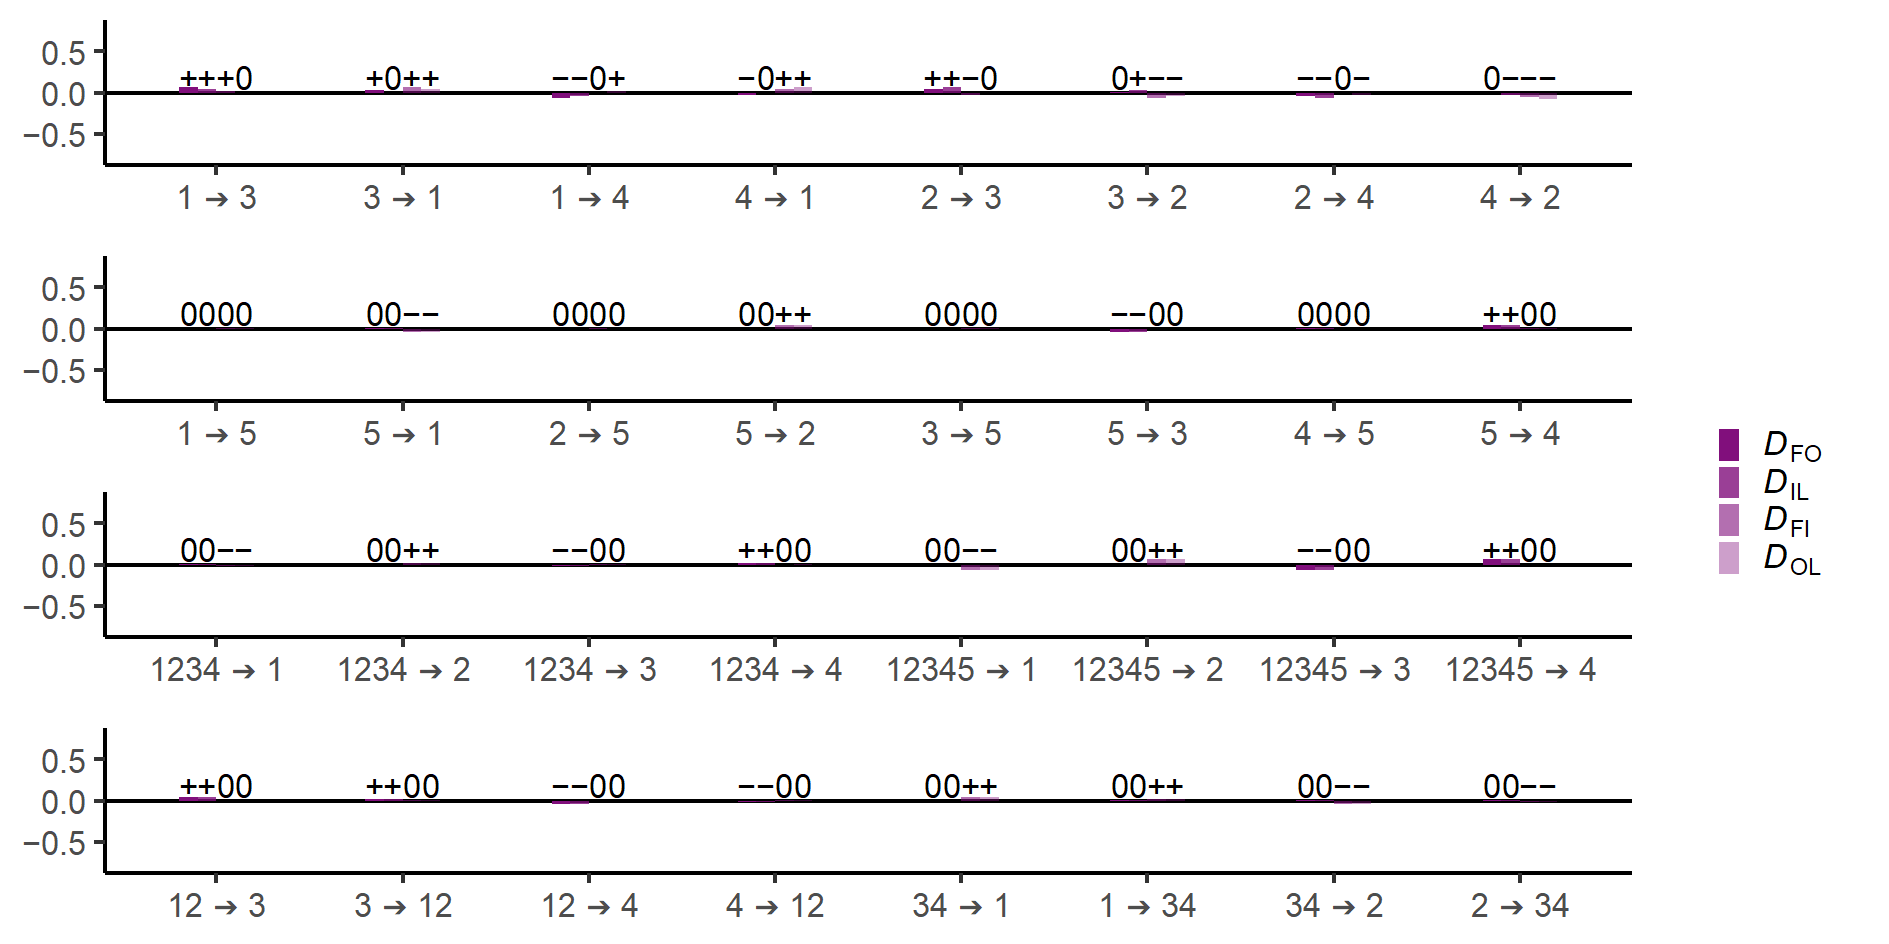 0.5
+++0 +0++ −−0+ −0++ ++−0 0+−− −−0− 0−−−
0.0
−0.5
1 → 3 3 → 1 1 → 4 4 → 1 2 → 3 3 → 2 2 → 4 4 → 2
0.5
0000 00−− 0000 00++ 0000 −−00 0000 ++00
0.0
−0.5
1 → 5 5 → 1 2 → 5 5 → 2 3 → 5 5 → 3 4 → 5 5 → 4
0.5
00−− 00++ −−00 ++00 00−− 00++ −−00 ++00
0.0
−0.5
1234 → 1 1234 → 2 1234 → 3 1234 → 4 12345 → 1 12345 → 2 12345 → 3 12345 → 4
0.5
++00 ++00 −−00 −−00 00++ 00++ 00−− 00−−
0.0
−0.5
12 → 3 3 → 12 12 → 4 4 → 12 34 → 1 1 → 34 34 → 2 2 → 34
D FO
D IL
D FI
D OL